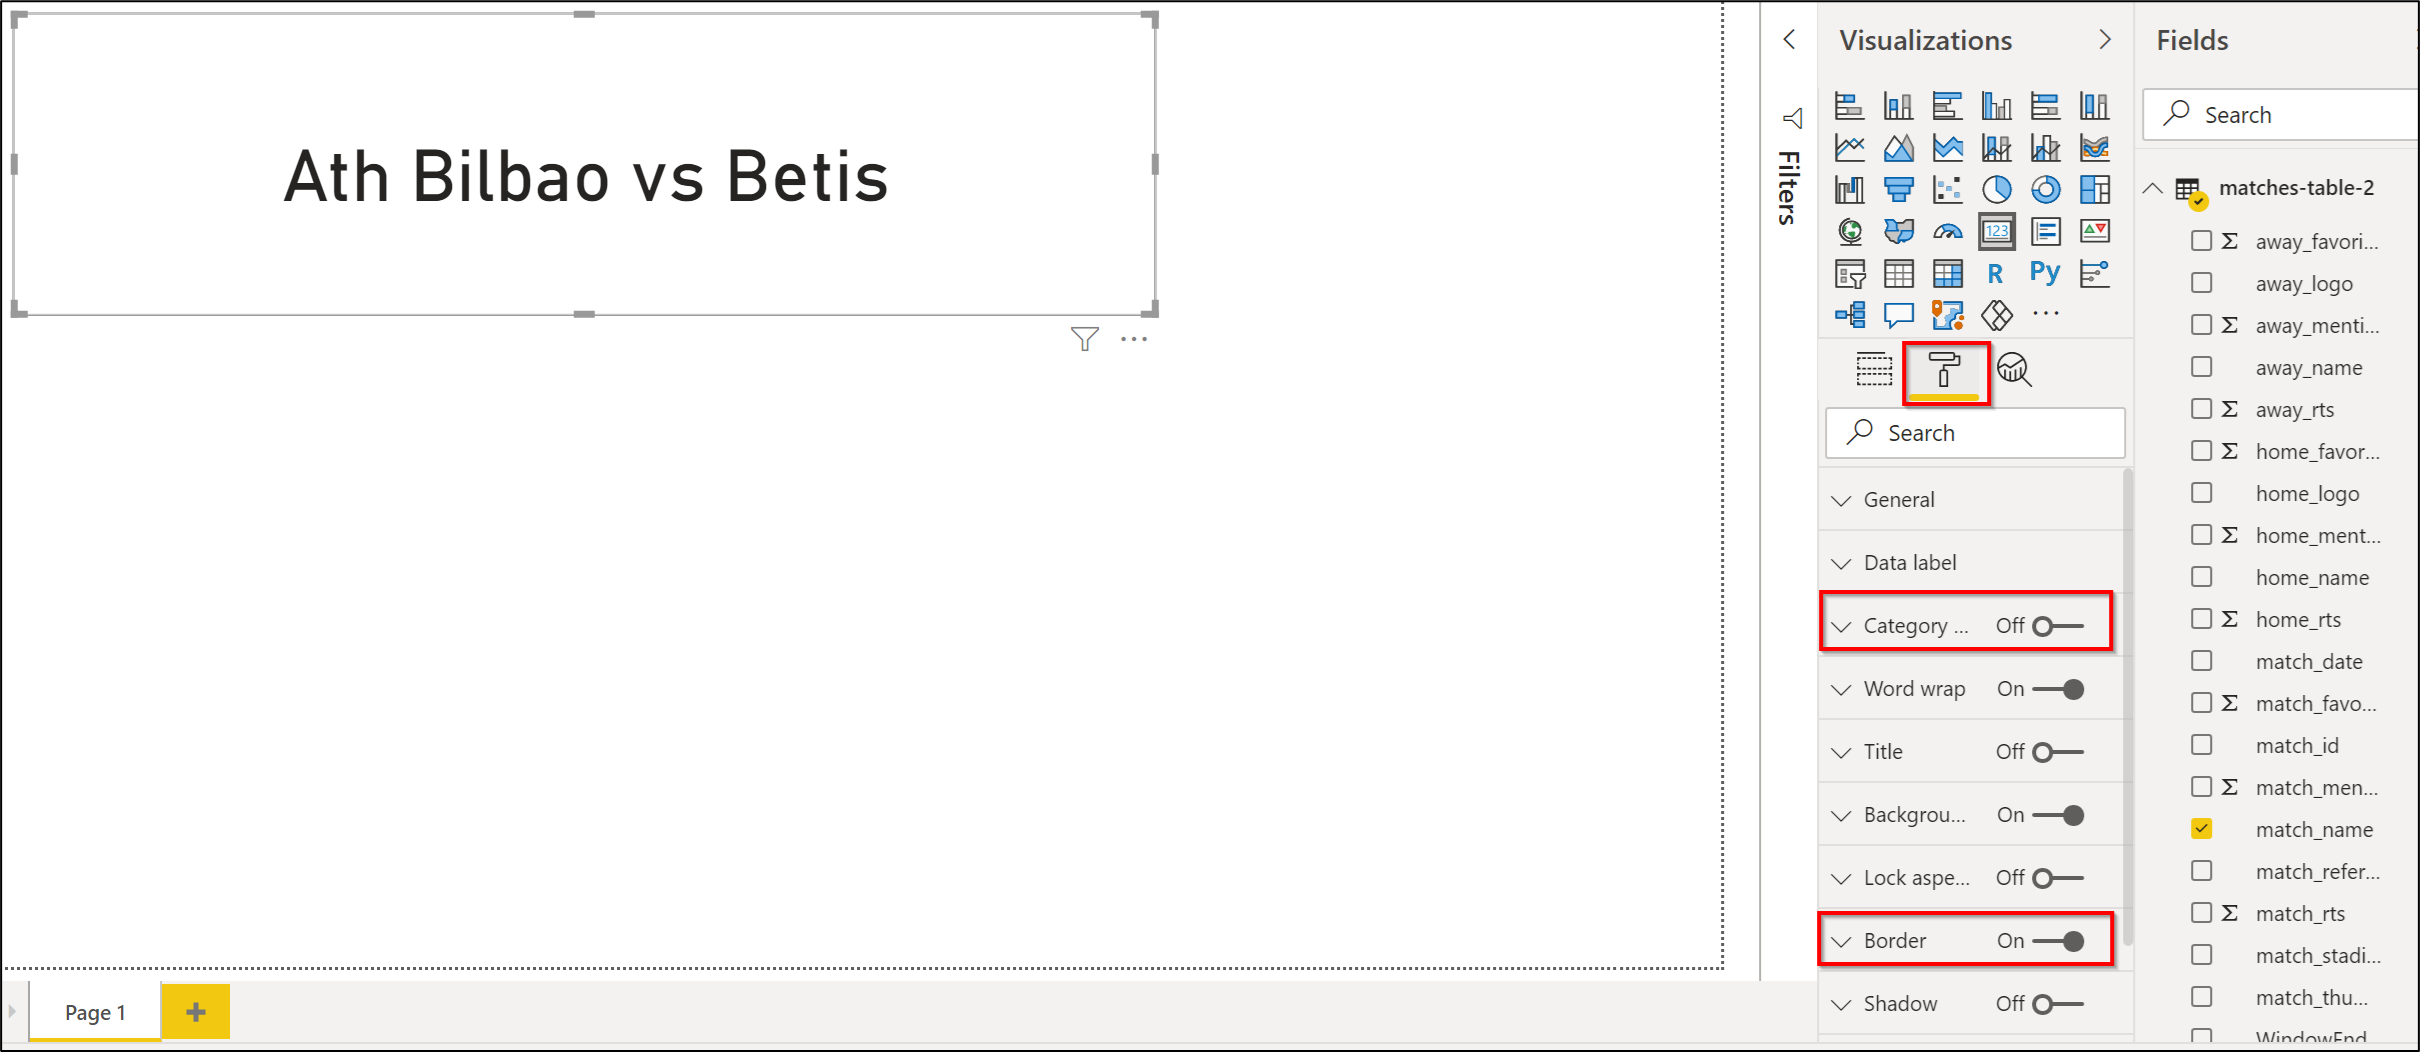 Ath Bilbao vs Betis
Page 1
Filters
Visualizations
123
R
Py
Search
General
Data label
Category ... Off
Word wrap On
Title Off
Backgrou... On
Lock aspe... Off
Border On
Shadow Off
Fields
Search
matches-table-2
Σ away_favori...
away_logo
Σ away_menti...
away_name
Σ away_rts
Σ home_favor...
home_logo
Σ home_ment...
home_name
Σ home_rts
match_date
Σ match_favo...
match_id
Σ match_men...
match_name
match_refer...
Σ match_rts
match_stadi...
match_thu...
WindowEnd